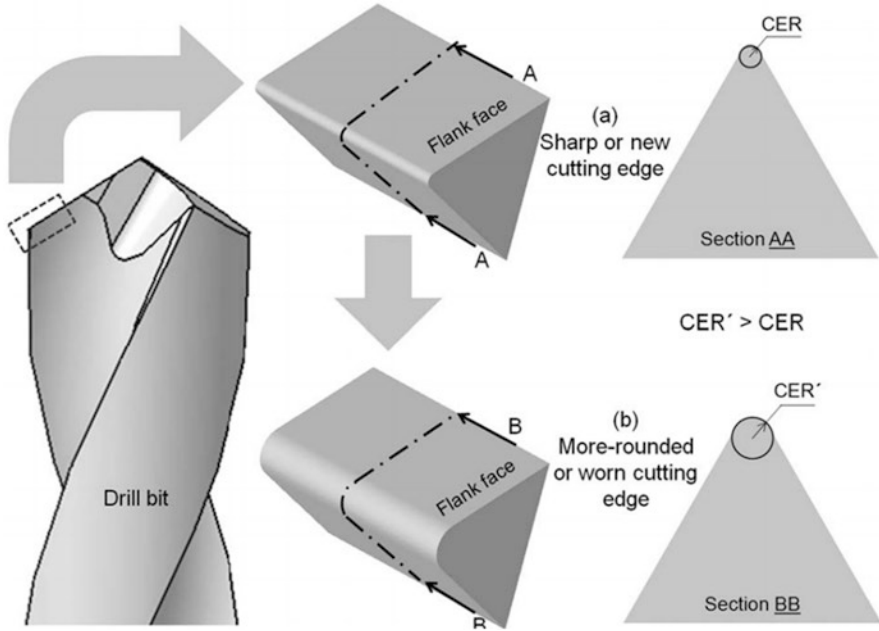 A
Flank face
A
(a)
Sharp or new
cutting edge
CER
Section AA
CER´ > CER
Drill bit
B
Flank face
B
(b)
More-rounded
or worn cutting
edge
CER´
Section BB